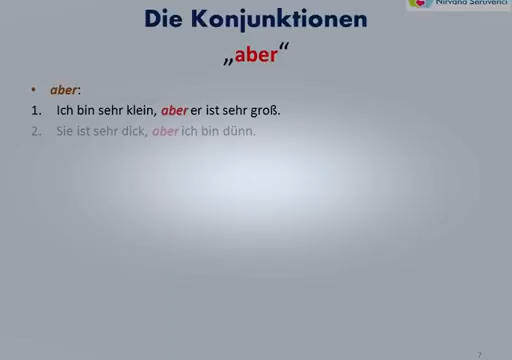 Nirvana Serüvenci
Die Konjunktionen
„aber“
• aber:
1. Ich bin sehr klein, aber er ist sehr groß.
2. Sie ist sehr dick, aber ich bin dünn.
7